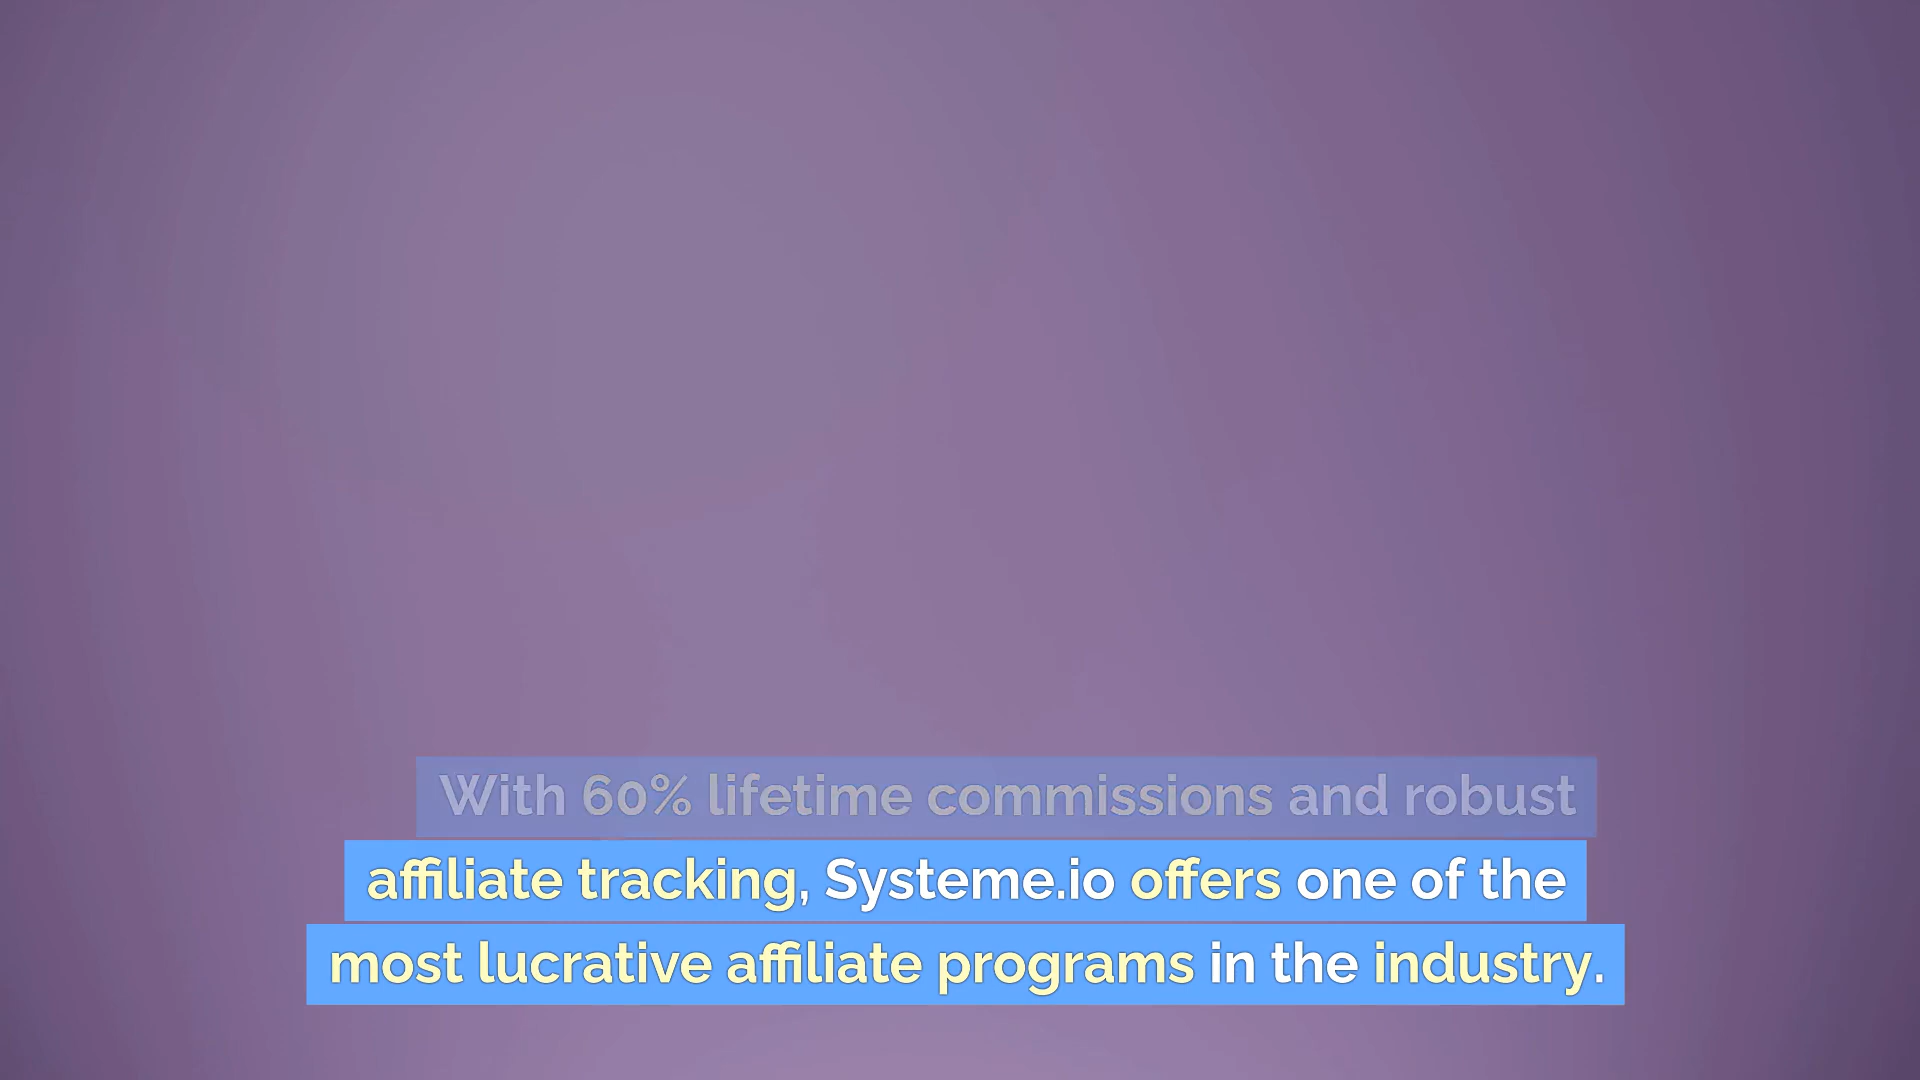 With 60% lifetime commissions and robust
affiliate tracking, Systeme.io offers one of the
most lucrative affiliate programs in the industry.